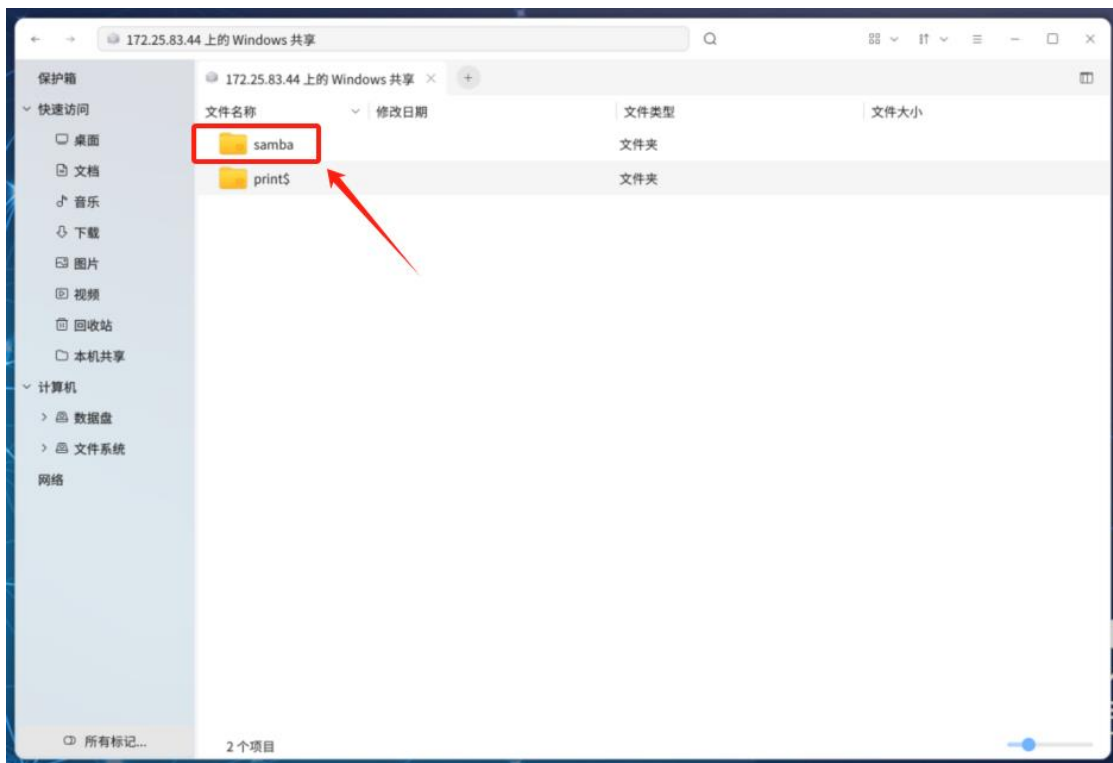 172.25.83.44 上的 Windows 共享
保护箱
172.25.83.44 上的 Windows 共享
快速访问
文件名称 修改日期 文件类型 文件大小
桌面
samba 文件夹
文档
print$ 文件夹
音乐
下载
图片
视频
回收站
本机共享
计算机
数据盘
文件系统
网络
所有标记...
2 个项目